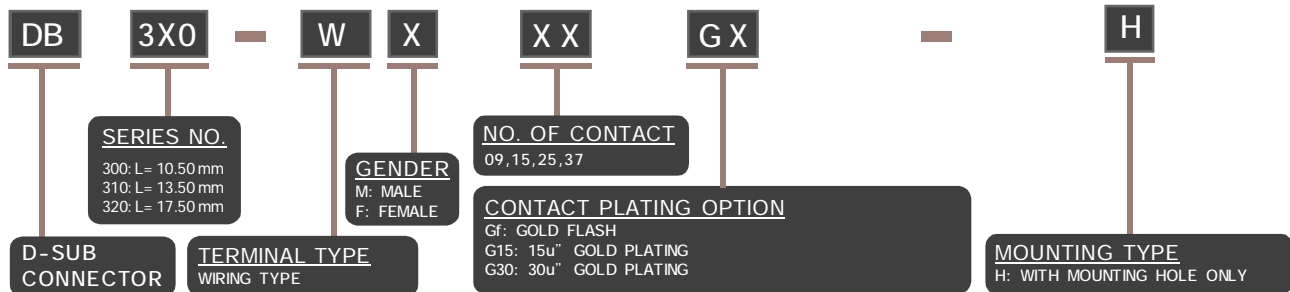 DB 3X0 - W X XX GX - H
SERIES NO.
300: L= 10.50 mm
310: L= 13.50 mm
320: L= 17.50 mm
GENDER
M: MALE
F: FEMALE
NO. OF CONTACT
09,15,25,37
CONTACT PLATING OPTION
Gf: GOLD FLASH
G15: 15u" GOLD PLATING
G30: 30u" GOLD PLATING
D-SUB
CONNECTOR
TERMINAL TYPE
WIRING TYPE
MOUNTING TYPE
H: WITH MOUNTING HOLE ONLY